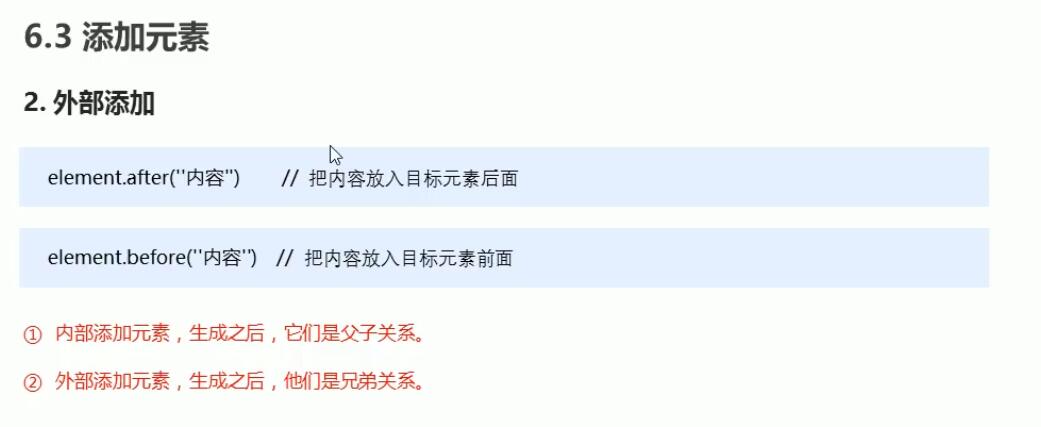 6.3 添加元素
2. 外部添加
element.after(''内容'') // 把内容放入目标元素后面
element.before(''内容'') // 把内容放入目标元素前面
① 内部添加元素，生成之后，它们是父子关系。
② 外部添加元素，生成之后，他们是兄弟关系。